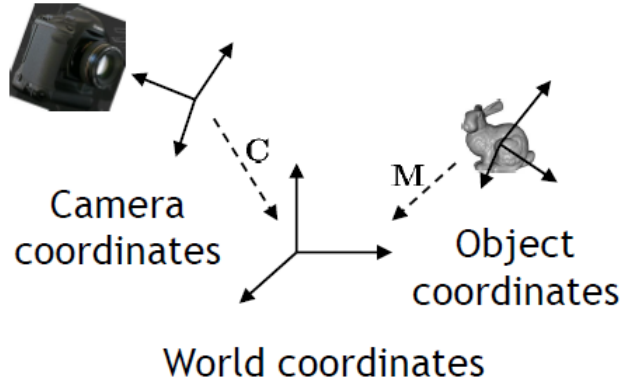 C
M
Camera
coordinates
Object
coordinates
World coordinates